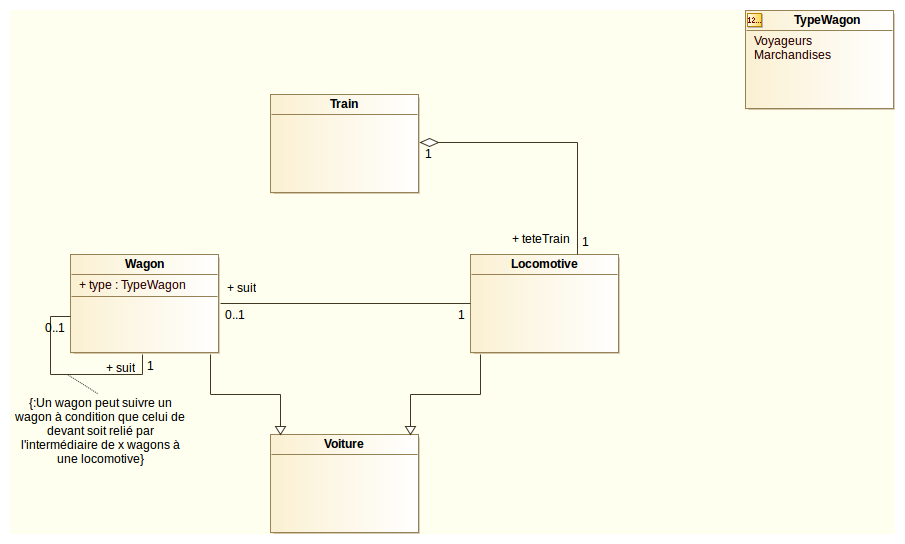 12...
TypeWagon
Voyageurs
Marchandises
Train
1
+ teteTrain
1
Wagon
+ type : TypeWagon
Locomotive
+ suit
0..1
1
0..1
+ suit
1
{:Un wagon peut suivre un
wagon à condition que celui de
devant soit relié par
l'intermédiaire de x wagons à
une locomotive}
Voiture